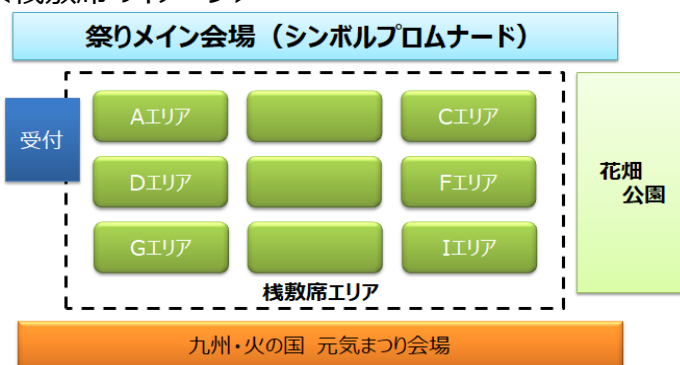 祭りメイン会場（シンボルプロムナード）
受付
Aエリア
Cエリア
Dエリア
Fエリア
Gエリア
Iエリア
桟敷席エリア
花畑
公園
九州・火の国 元気まつり会場